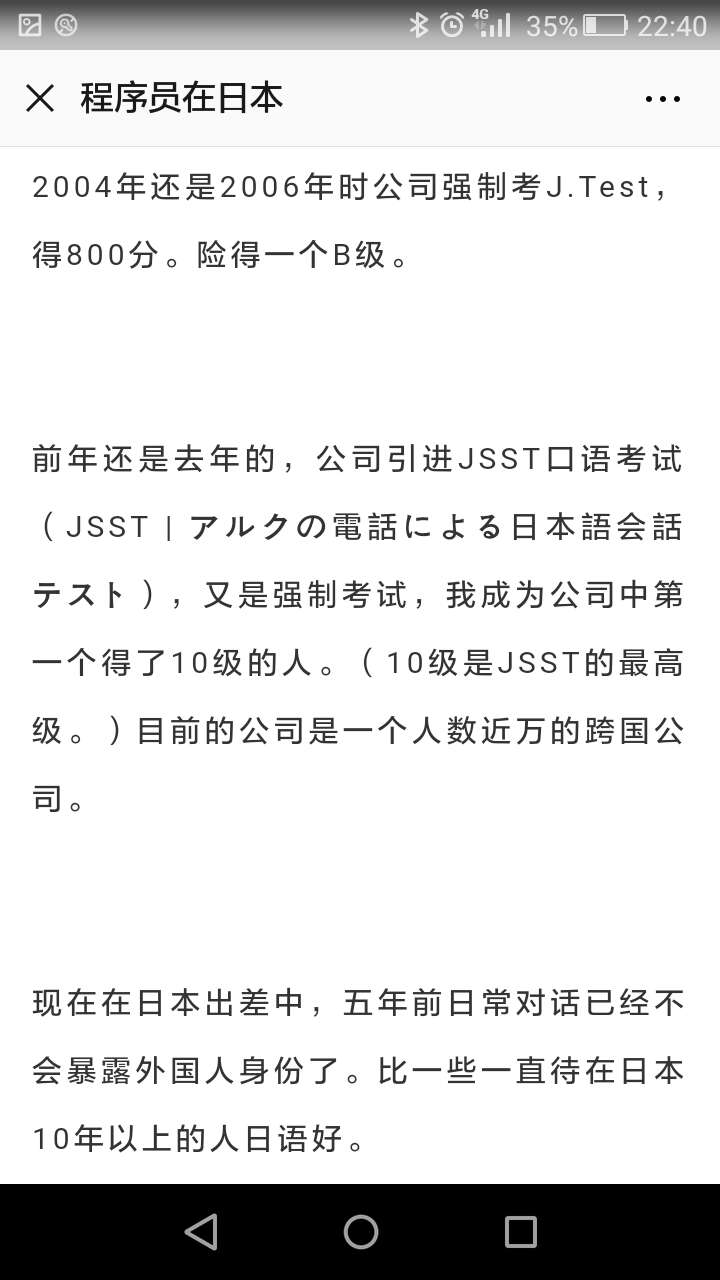 4G 35% 22:40
程序员在日本
2004年还是2006年时公司强制考J.Test，
得800分。险得一个B级。
前年还是去年的，公司引进JSST口语考试
（JSST | アルクの電話による日本語会話
テスト），又是强制考试，我成为公司中第
一个得了10级的人。（10级是JSST的最高
级。）目前的公司是一个人数近万的跨国公
司。
现在在日本出差中，五年前日常对话已经不
会暴露外国人身份了。比一些一直待在日本
10年以上的人日语好。